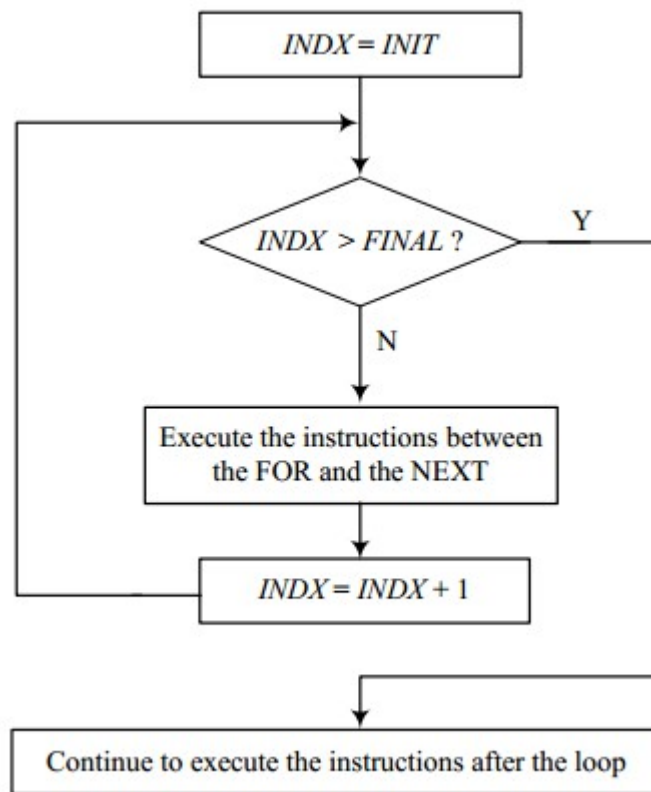 INDX = INIT
INDX > FINAL ?
Y
N
Execute the instructions between
the FOR and the NEXT
INDX = INDX + 1
Continue to execute the instructions after the loop